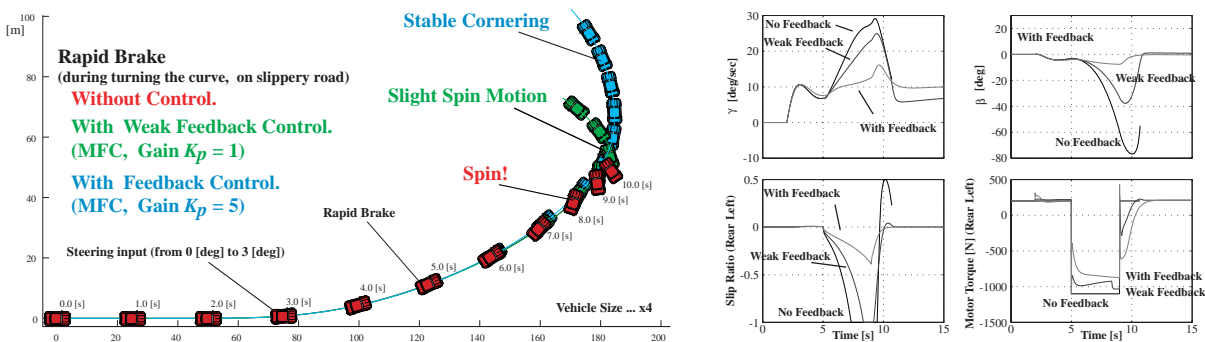 100
[m]
80
60
40
20
0
Rapid Brake
(during turning the curve, on slippery road)
Without Control.
With Weak Feedback Control.
(MFC, Gain Kp = 1)
With Feedback Control.
(MFC, Gain Kp = 5)
Stable Cornering
Slight Spin Motion
Spin!
Rapid Brake
Steering input (from 0 [deg] to 3 [deg])
0.0 [s]
1.0 [s]
2.0 [s]
3.0 [s]
4.0 [s]
5.0 [s]
6.0 [s]
7.0 [s]
8.0 [s]
9.0 [s]
10.0 [s]
Vehicle Size ... x4
0 20 40 60 80 100 120 140 160 180 200
30
20
10
0
-10
γ [deg/sec]
No Feedback
Weak Feedback
With Feedback
20
0
-20
-40
-60
-80
β [deg]
With Feedback
Weak Feedback
No Feedback
0 5 10 15
0.5
0
-0.5
-1
Slip Ratio (Rear Left)
With Feedback
Weak Feedback
No Feedback
0 5 10 15
Time [s]
500
0
-500
-1000
-1500
Motor Torque [N] (Rear Left)
With Feedback
Weak Feedback
No Feedback
0 5 10 15
Time [s]